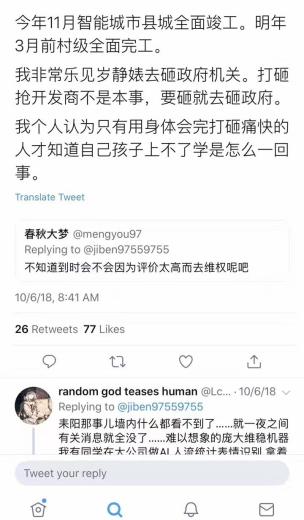 今年11月智能城市县城全面竣工。明年
3月前村级全面完工。
我非常乐见岁静婊去砸政府机关。打砸
抢开发商不是本事，要砸就去砸政府。
我个人认为只有用身体会完打砸痛快的
人才知道自己孩子上不了学是怎么一回
事。
Translate Tweet
春秋大梦 @mengyou97
Replying to @jiben97559755
不知道到时会不会因为评价太高而去维权呢吧
10/6/18, 8:41 AM
26 Retweets 77 Likes
random god teases human @Lc... · 10/6/18
Replying to @jiben97559755
耒阳那事儿墙内什么都看不到了......就一夜之间
有关消息就全没了......难以想象的庞大维稳机器
我有同学在大公司做AI 人流统计表情识别 拿着
Tweet your reply